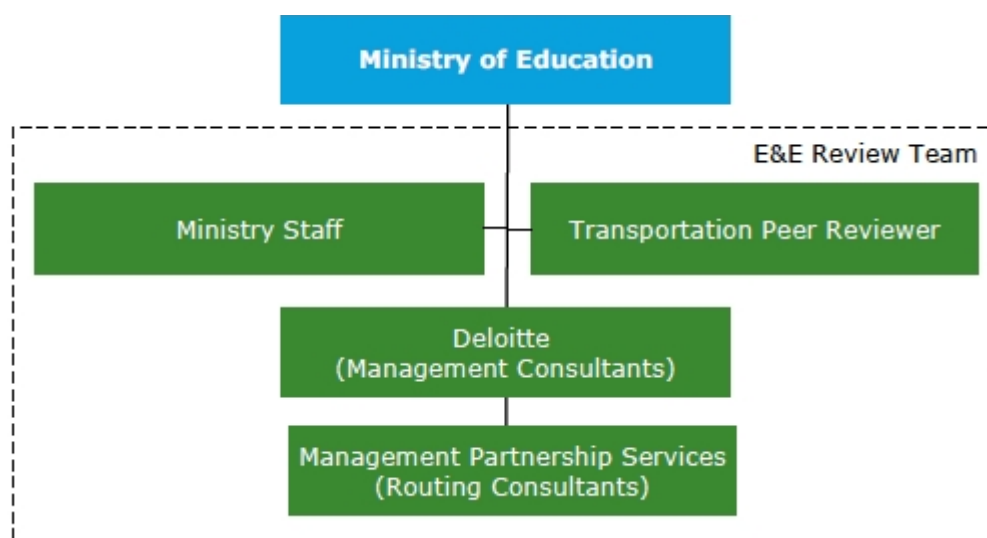 Ministry of Education
E&E Review Team
Ministry Staff
Transportation Peer Reviewer
Deloitte
(Management Consultants)
Management Partnership Services
(Routing Consultants)